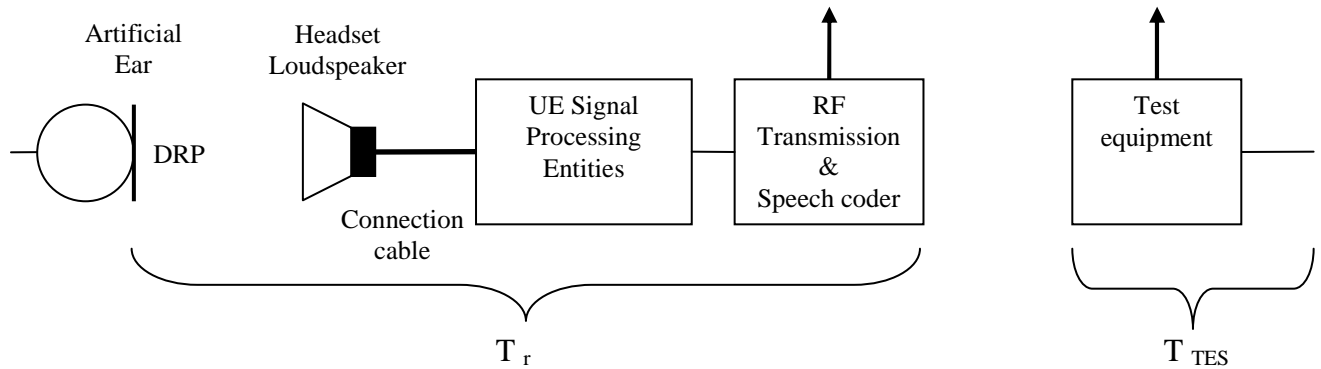 Artificial
Ear
DRP
Headset
Loudspeaker
Connection
cable
UE Signal
Processing
Entities
RF
Transmission
&
Speech coder
Test
equipment
T r
T TES